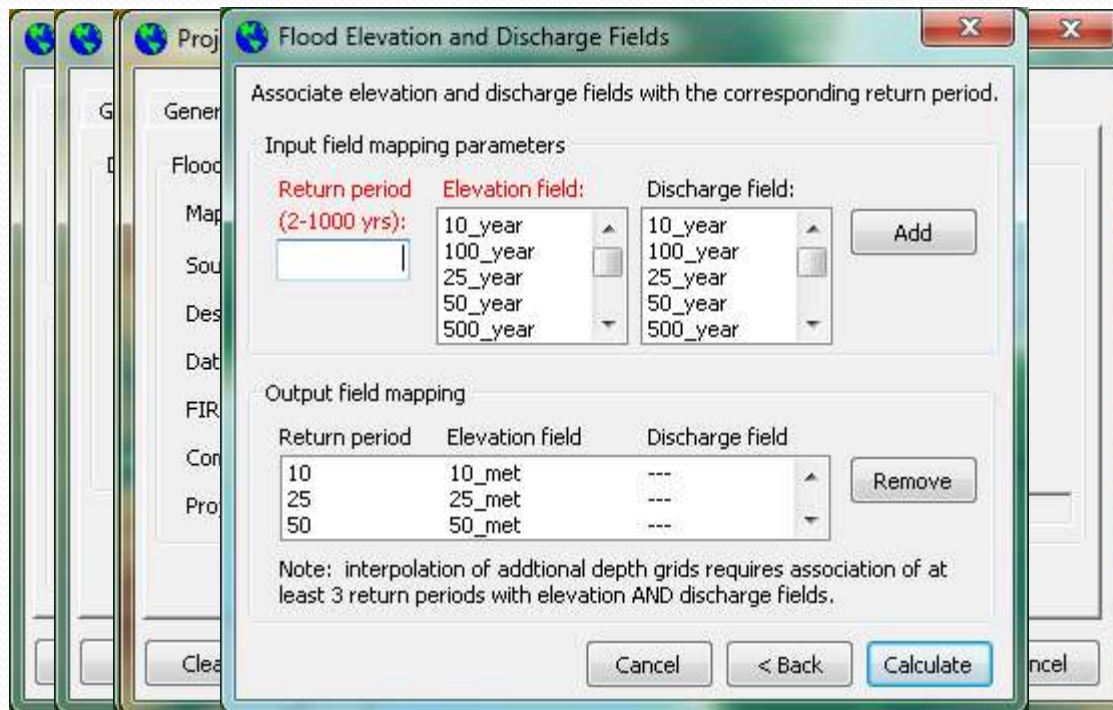 Proj
Flood Elevation and Discharge Fields
Associate elevation and discharge fields with the corresponding return period.
G
Gener
Input field mapping parameters
Flood
Return period
(2-1000 yrs):
Elevation field:
10_year
100_year
25_year
50_year
500_year
Discharge field:
10_year
100_year
25_year
50_year
500_year
Add
Map
Sou
Des
Dat
FIR
Com
Proj
Output field mapping
Return period Elevation field Discharge field
10 10_met ---
25 25_met ---
50 50_met ---
Remove
Note: interpolation of addtional depth grids requires association of at
least 3 return periods with elevation AND discharge fields.
Clea
Cancel
< Back
Calculate
ncel